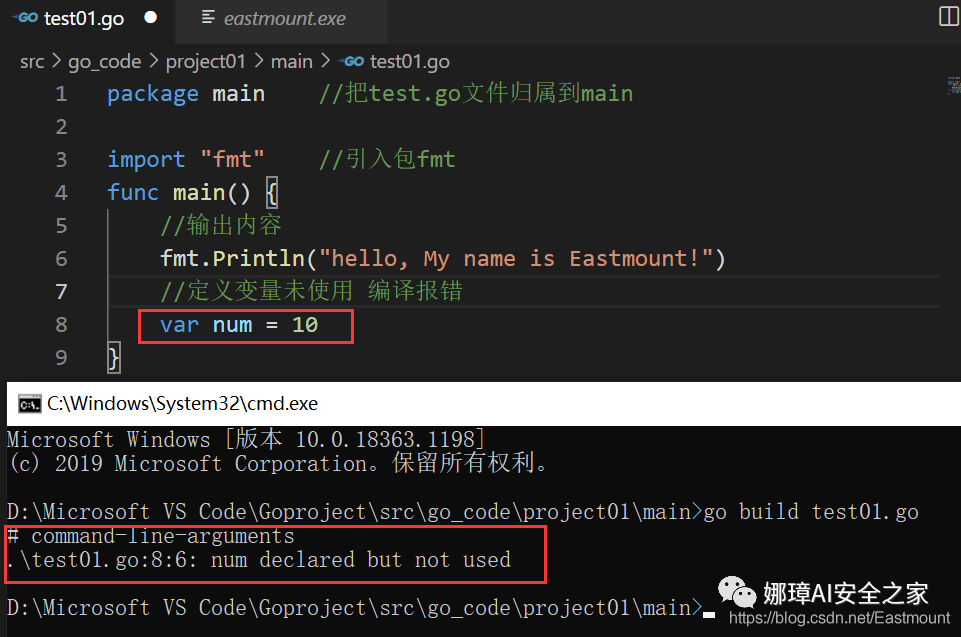 GO test01.go ● eastmount.exe
src > go_code > project01 > main > GO test01.go
1 package main //把test.go文件归属到main
2
3 import "fmt" //引入包fmt
4 func main() {
5 //输出内容
6 fmt.Println("hello, My name is Eastmount!")
7 //定义变量未使用 编译报错
8 var num = 10
9 }
C:\Windows\System32\cmd.exe
Microsoft Windows [版本 10.0.18363.1198]
(c) 2019 Microsoft Corporation。保留所有权利。
D:\Microsoft VS Code\Goproject\src\go_code\project01\main>go build test01.go
# command-line-arguments
.\test01.go:8:6: num declared but not used
D:\Microsoft VS Code\Goproject\src\go_code\project01\main>
娜璋AI安全之家
https://blog.csdn.net/Eastmount